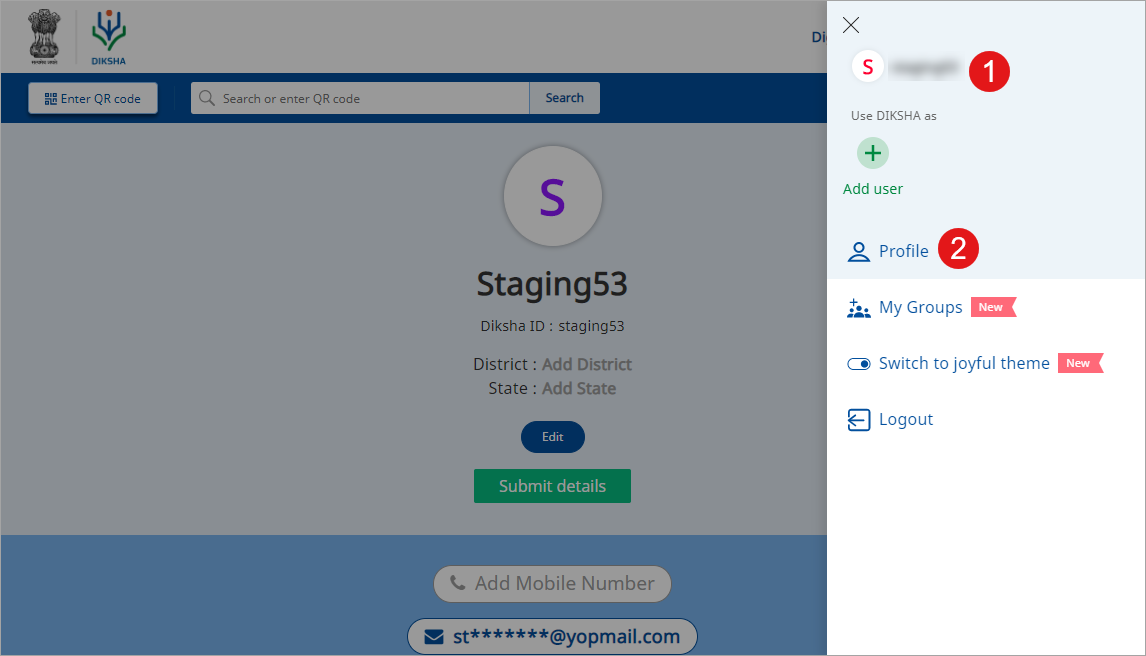 DIKSHA
Enter QR code
Search or enter QR code
Search
S
Staging53
Diksha ID : staging53
District : Add District
State : Add State
Edit
Submit details
Add Mobile Number
st*******@yopmail.com
S
1
Use DIKSHA as
Add user
Profile
2
My Groups New
Switch to joyful theme New
Logout